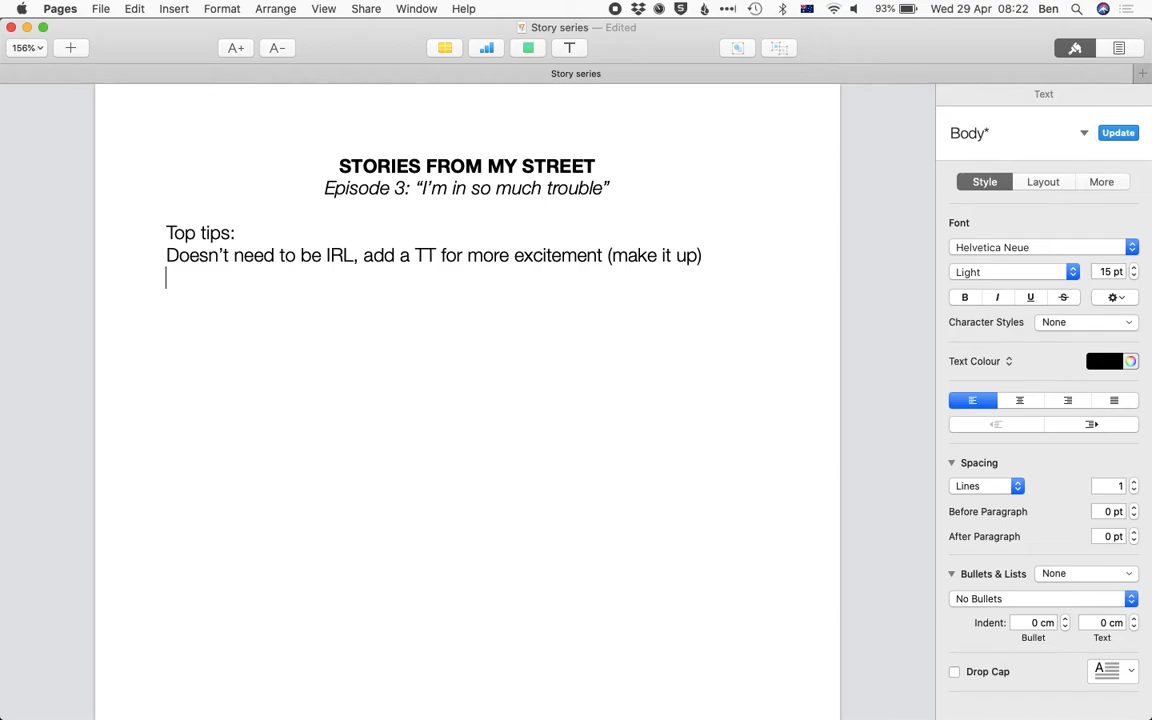 Pages File Edit Insert Format Arrange View Share Window Help 93% Wed 29 Apr 08:22 Ben
Story series — Edited
156% A+ A− T
Story series
Text
Body* Update
Style Layout More
Font
Helvetica Neue
Light 15 pt
B I U S
Character Styles None
Text Colour
Spacing
Lines 1
Before Paragraph 0 pt
After Paragraph 0 pt
Bullets & Lists None
No Bullets
Indent: 0 cm 0 cm
Bullet Text
Drop Cap A
STORIES FROM MY STREET
Episode 3: “I’m in so much trouble”
Top tips:
Doesn’t need to be IRL, add a TT for more excitement (make it up)